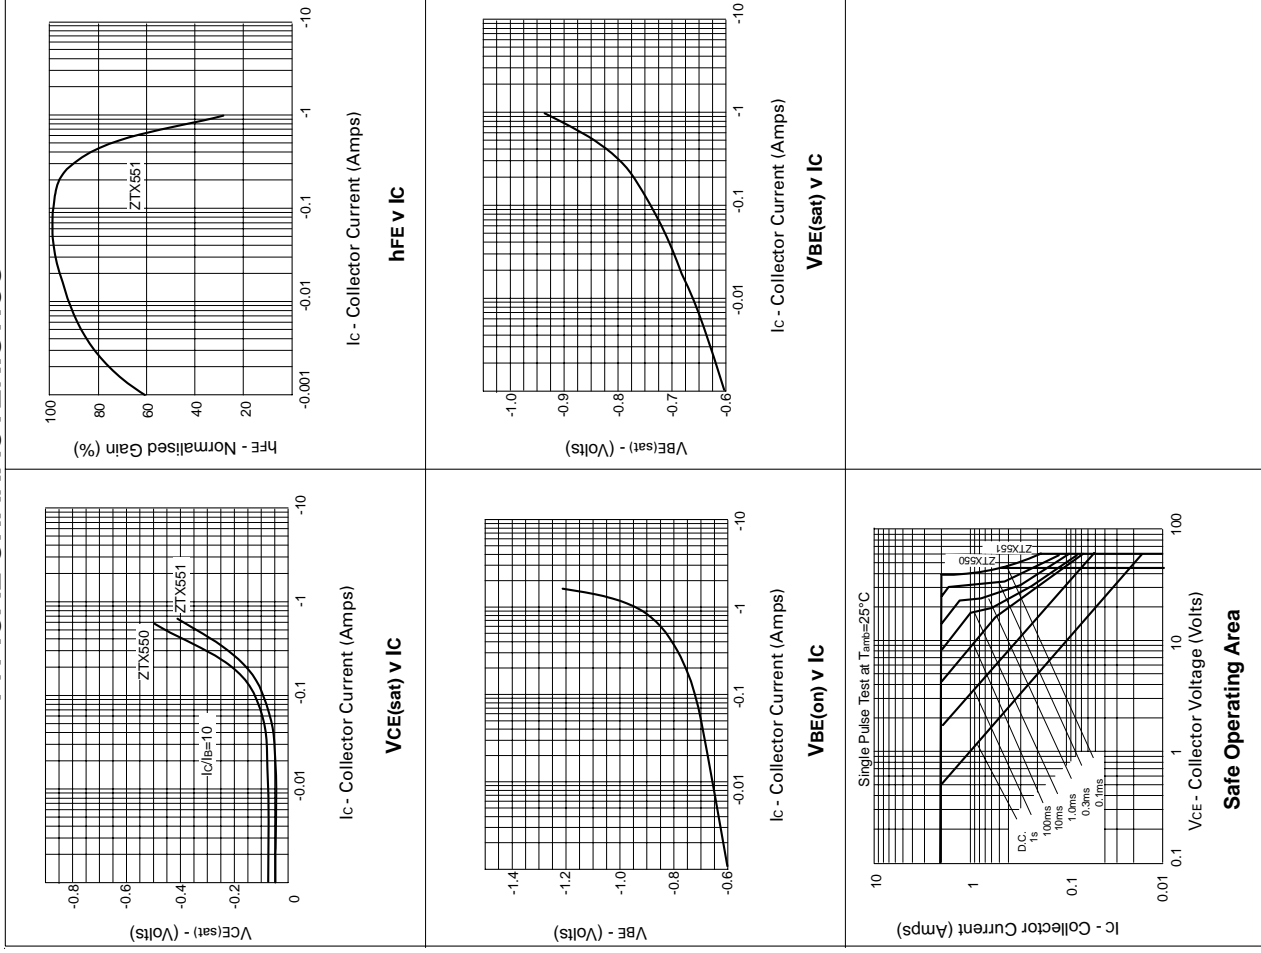 -0.8
-0.6
-0.4
-0.2
0
VCE(sat) - (Volts)
-0.01
-0.1
-1
-10
IC/IB=10
ZTX550
ZTX551
IC - Collector Current (Amps)
VCE(sat) v IC
100
80
60
40
20
hFE - Normalised Gain (%)
-0.001
-0.01
-0.1
-1
-10
ZTX551
IC - Collector Current (Amps)
hFE v IC
-1.4
-1.2
-1.0
-0.8
-0.6
VBE - (Volts)
-0.01
-0.1
-1
-10
IC - Collector Current (Amps)
VBE(on) v IC
-1.0
-0.9
-0.8
-0.7
-0.6
VBE(sat) - (Volts)
-0.01
-0.1
-1
-10
IC - Collector Current (Amps)
VBE(sat) v IC
Single Pulse Test at Tamb=25°C
10
1
0.1
0.01
IC - Collector Current (Amps)
ZTX550
ZTX551
D.C.
1s
100ms
10ms
1.0ms
0.3ms
0.1ms
0.1
1
10
100
VCE - Collector Voltage (Volts)
Safe Operating Area